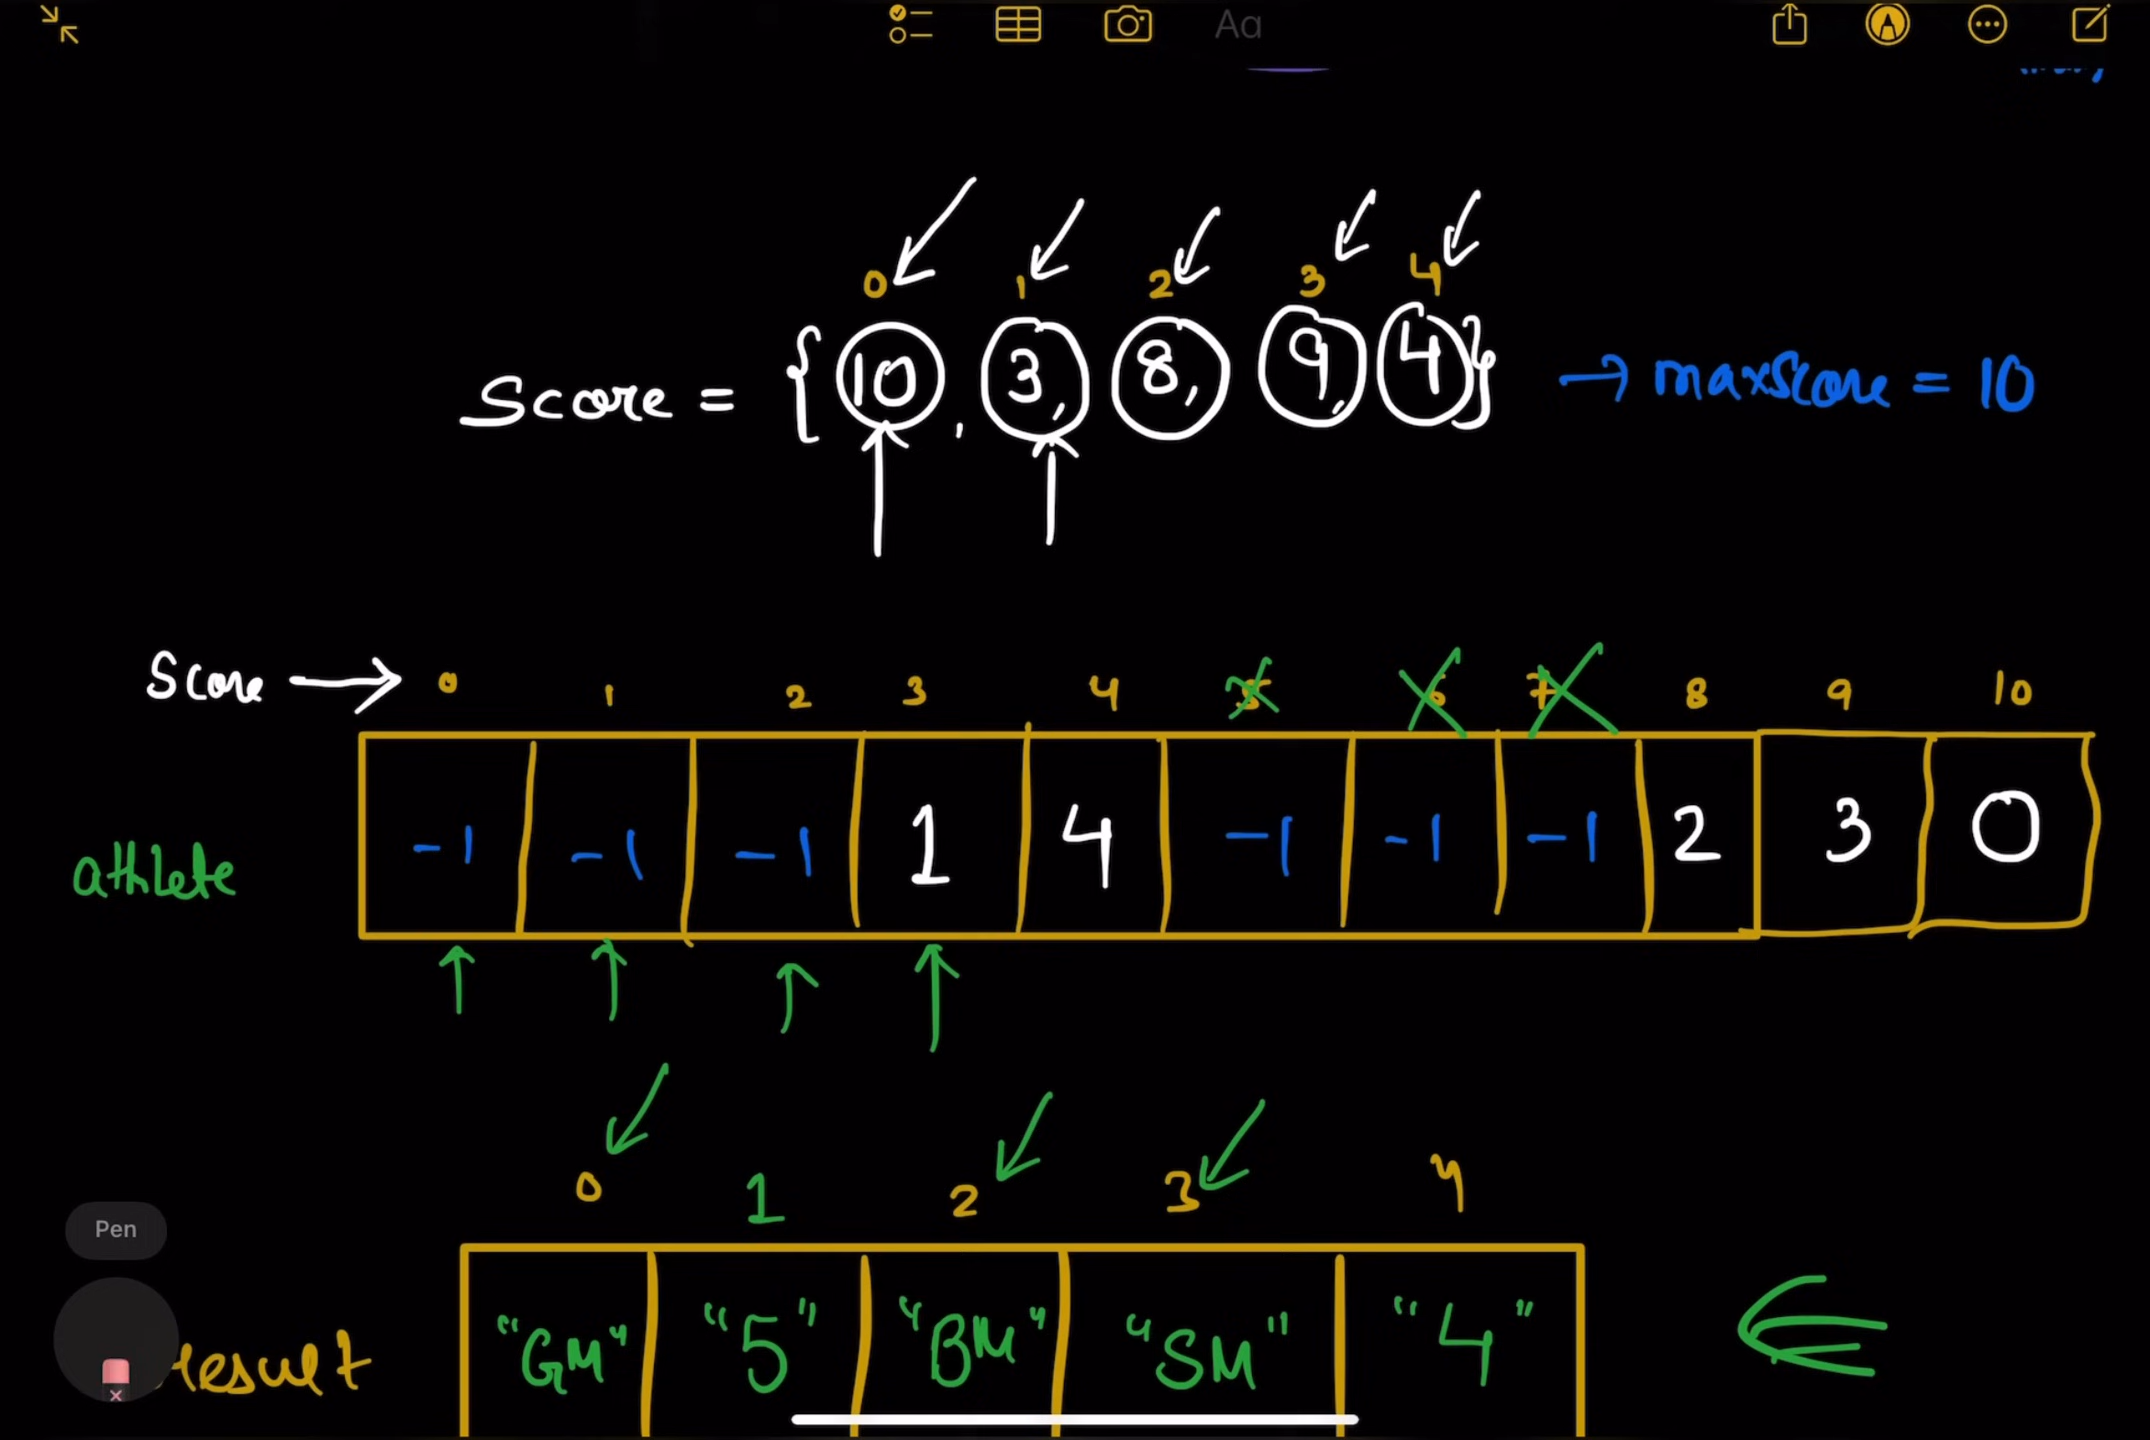 Aa
0 1 2 3 4
Score = {10, 3, 8, 9, 4} → maxscore = 10
Score → 0 1 2 3 4 5 6 7 8 9 10
athlete -1 -1 -1 1 4 -1 -1 -1 2 3 0
0 1 2 3 4
Pen
result "GM" "5" "BM" "SM" "4"